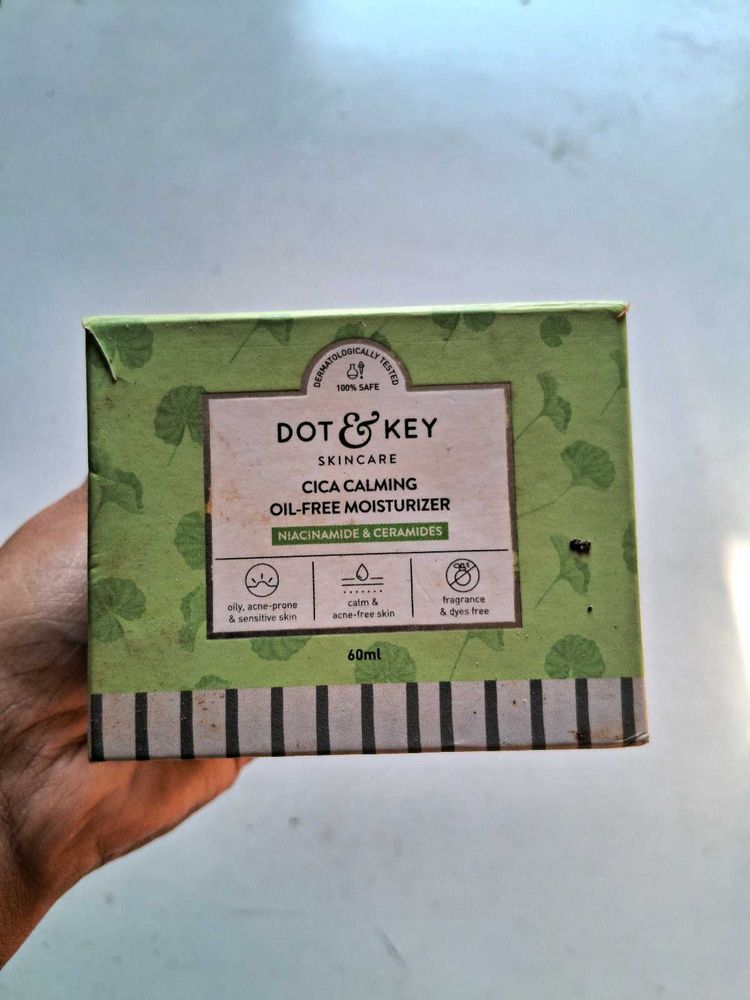 DERMATOLOGICALLY TESTED
100% SAFE
DOT & KEY
SKINCARE
CICA CALMING
OIL-FREE MOISTURIZER
NIACINAMIDE & CERAMIDES
oily, acne-prone
& sensitive skin
calm &
acne-free skin
fragrance
& dyes free
60ml